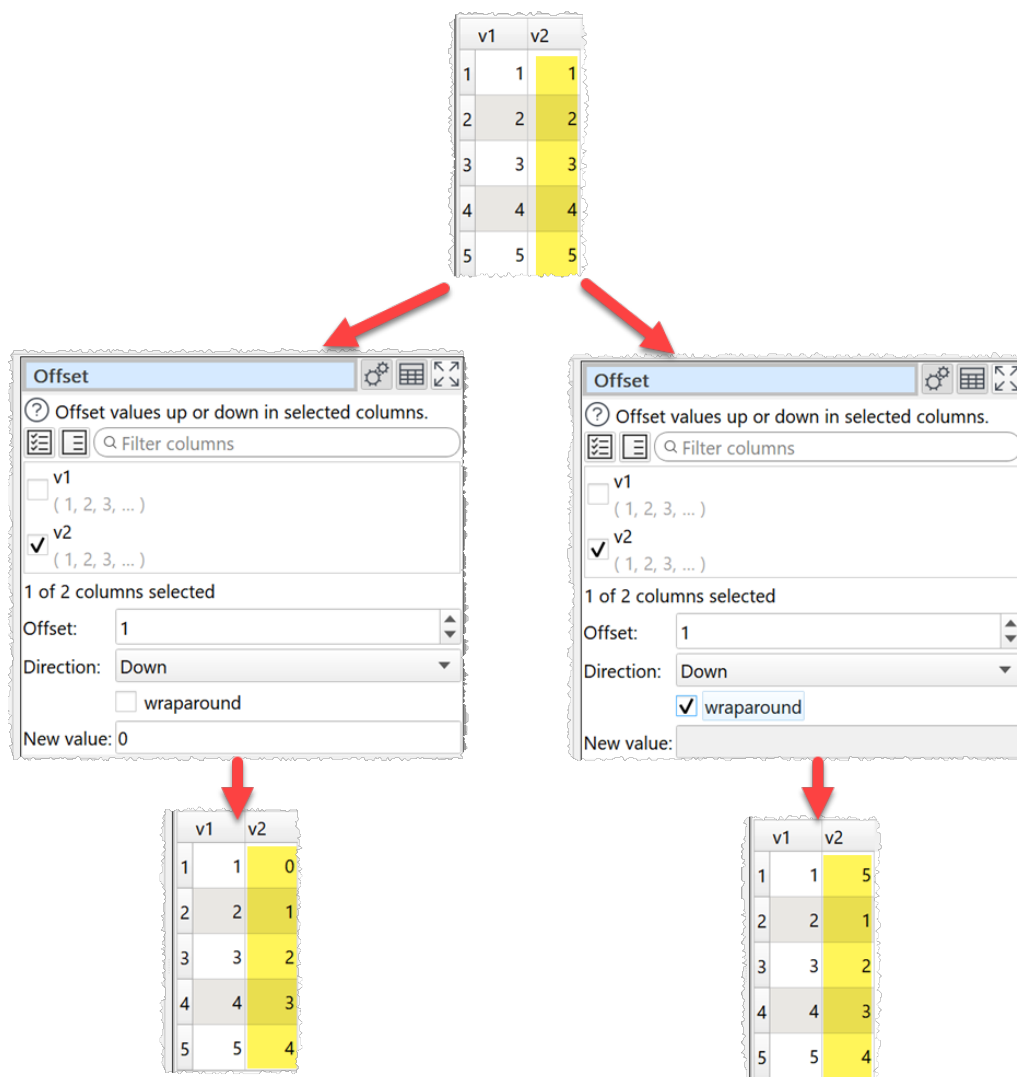 v1 v2
1 1 1
2 2 2
3 3 3
4 4 4
5 5 5
Offset
? Offset values up or down in selected columns.
Filter columns
v1
( 1, 2, 3, ... )
v2
( 1, 2, 3, ... )
1 of 2 columns selected
Offset: 1
Direction: Down
wraparound
New value: 0
Offset
? Offset values up or down in selected columns.
Filter columns
v1
( 1, 2, 3, ... )
v2
( 1, 2, 3, ... )
1 of 2 columns selected
Offset: 1
Direction: Down
wraparound
New value:
v1 v2
1 1 0
2 2 1
3 3 2
4 4 3
5 5 4
v1 v2
1 1 5
2 2 1
3 3 2
4 4 3
5 5 4